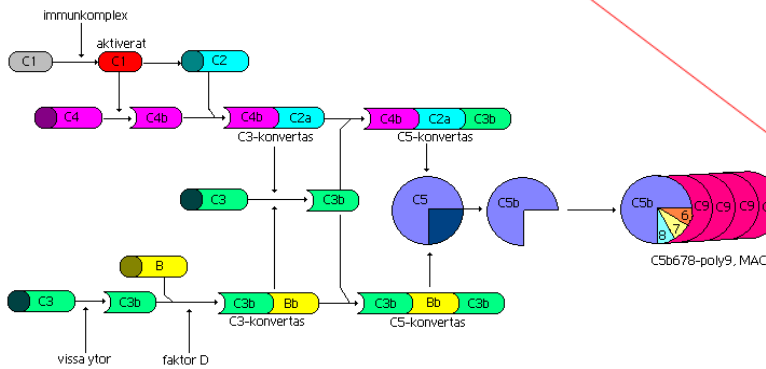 immunkomplex
aktiverat
C1
C1
C2
C4
C4b
C4b
C2a
C3-konvertas
C4b
C2a
C3b
C5-konvertas
C3
C3b
C5
C5b
C5b
6
7
8
C9
C9
C9
C5b678-poly9, MAC
B
C3
C3b
C3b
Bb
C3-konvertas
C3b
Bb
C3b
C5-konvertas
vissa ytor
faktor D